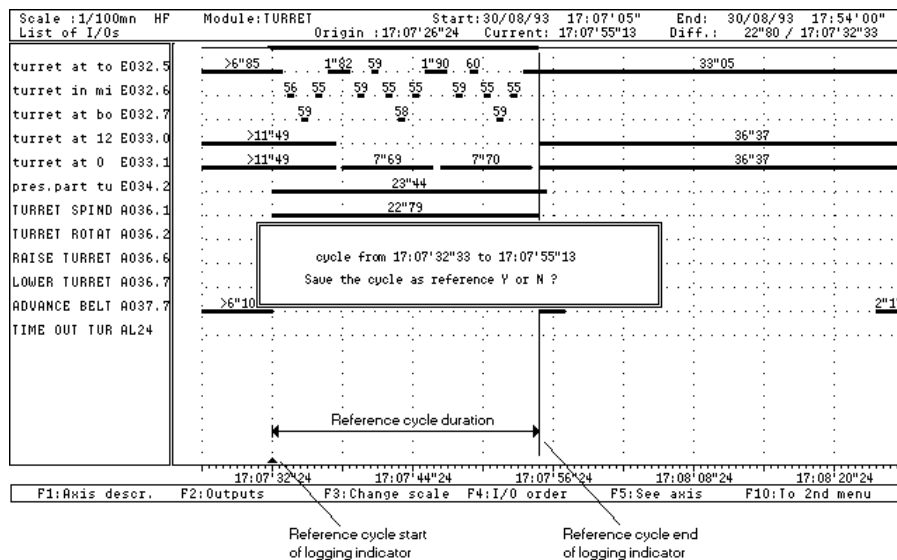 Scale :1/100mn HF Module:TURRET Start:30/08/93 17:07'05" End: 30/08/93 17:54'00"
List of I/Os Origin :17:07'26"24 Current: 17:07'55"13 Diff.: 22"80 / 17:07'32"33
turret at to E032.5 >6"85 1"82 59 1"90 60 33"05
turret in mi E032.6 56 55 59 55 55 59 55 55
turret at bo E032.7 59 58 59
turret at 12 E033.0 >11"49 36"37
turret at 0 E033.1 >11"49 7"69 7"70 36"37
pres.part tu E034.2 23"44
TURRET SPIND A036.1 22"79
TURRET ROTAT A036.2
cycle from 17:07'32"33 to 17:07'55"13
RAISE TURRET A036.6
Save the cycle as reference Y or N ?
LOWER TURRET A036.7
ADVANCE BELT A037.7 >6"10 2"1
TIME OUT TUR AL24
Reference cycle duration
17:07'32"24 17:07'44"24 17:07'56"24 17:08'08"24 17:08'20"24
F1:Axis descr. F2:Outputs F3:Change scale F4:I/O order F5:See axis F10:To 2nd menu
Reference cycle start
of logging indicator
Reference cycle end
of logging indicator